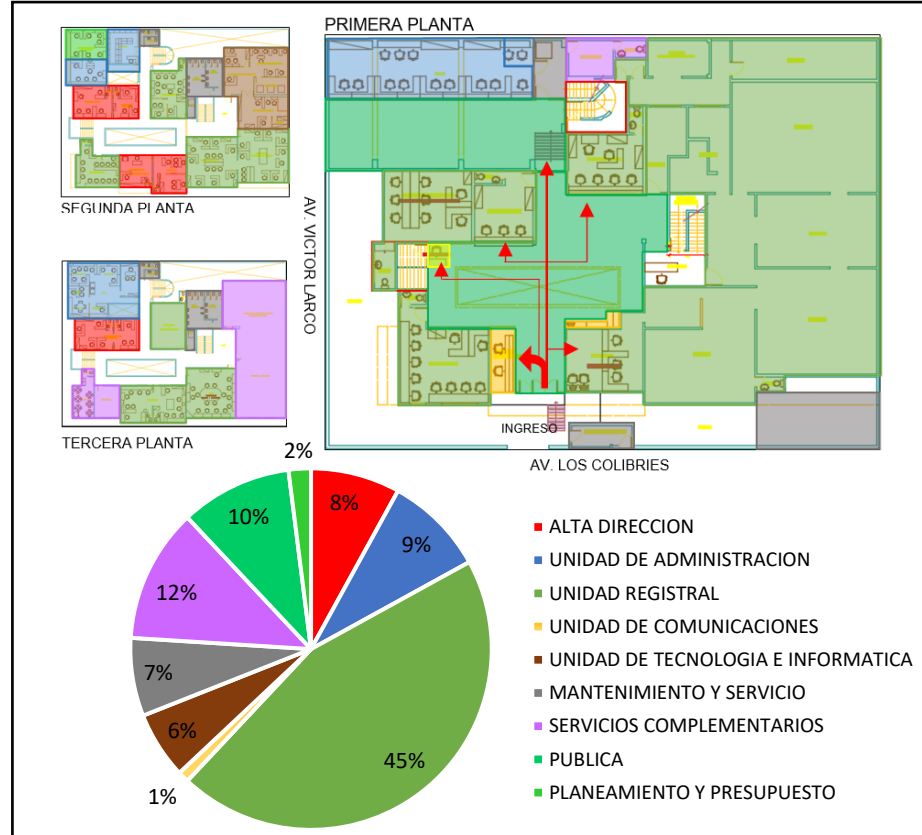 PRIMERA PLANTA
SEGUNDA PLANTA
AV. VICTOR LARCO
TERCERA PLANTA
INGRESO
AV. LOS COLIBRIES
2%
8%
9%
10%
12%
7%
6%
1%
45%
ALTA DIRECCION
UNIDAD DE ADMINISTRACION
UNIDAD REGISTRAL
UNIDAD DE COMUNICACIONES
UNIDAD DE TECNOLOGIA E INFORMATICA
MANTENIMIENTO Y SERVICIO
SERVICIOS COMPLEMENTARIOS
PUBLICA
PLANEAMIENTO Y PRESUPUESTO